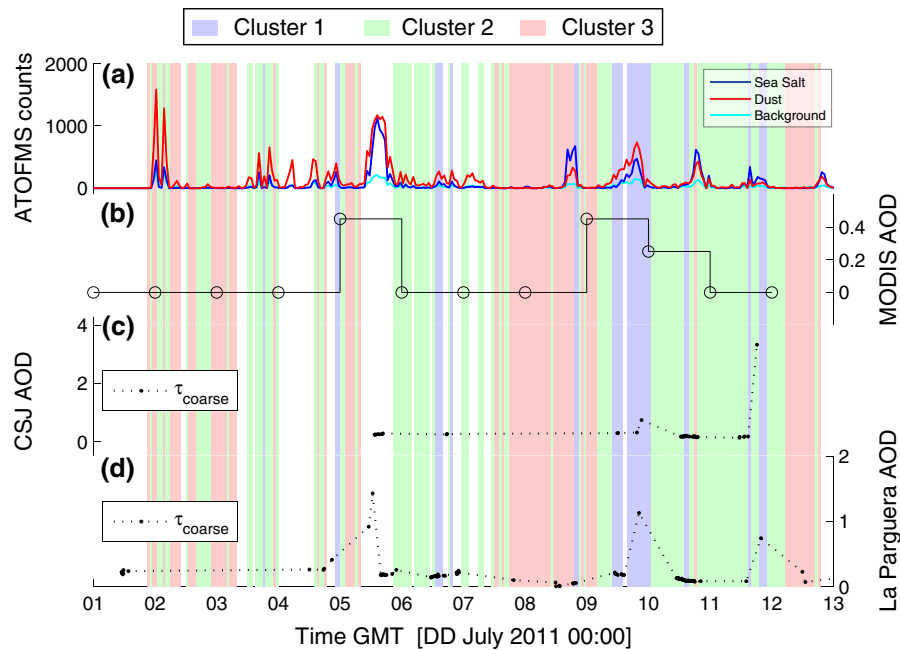 Cluster 1 Cluster 2 Cluster 3
(a)
2000
1000
0
ATOFMS counts
Sea Salt
Dust
Background
(b)
0.4
0.2
0
MODIS AOD
(c)
4
2
0
CSJ AOD
τcoarse
(d)
τcoarse
2
1
0
La Parguera AOD
01 02 03 04 05 06 07 08 09 10 11 12 13
Time GMT [DD July 2011 00:00]